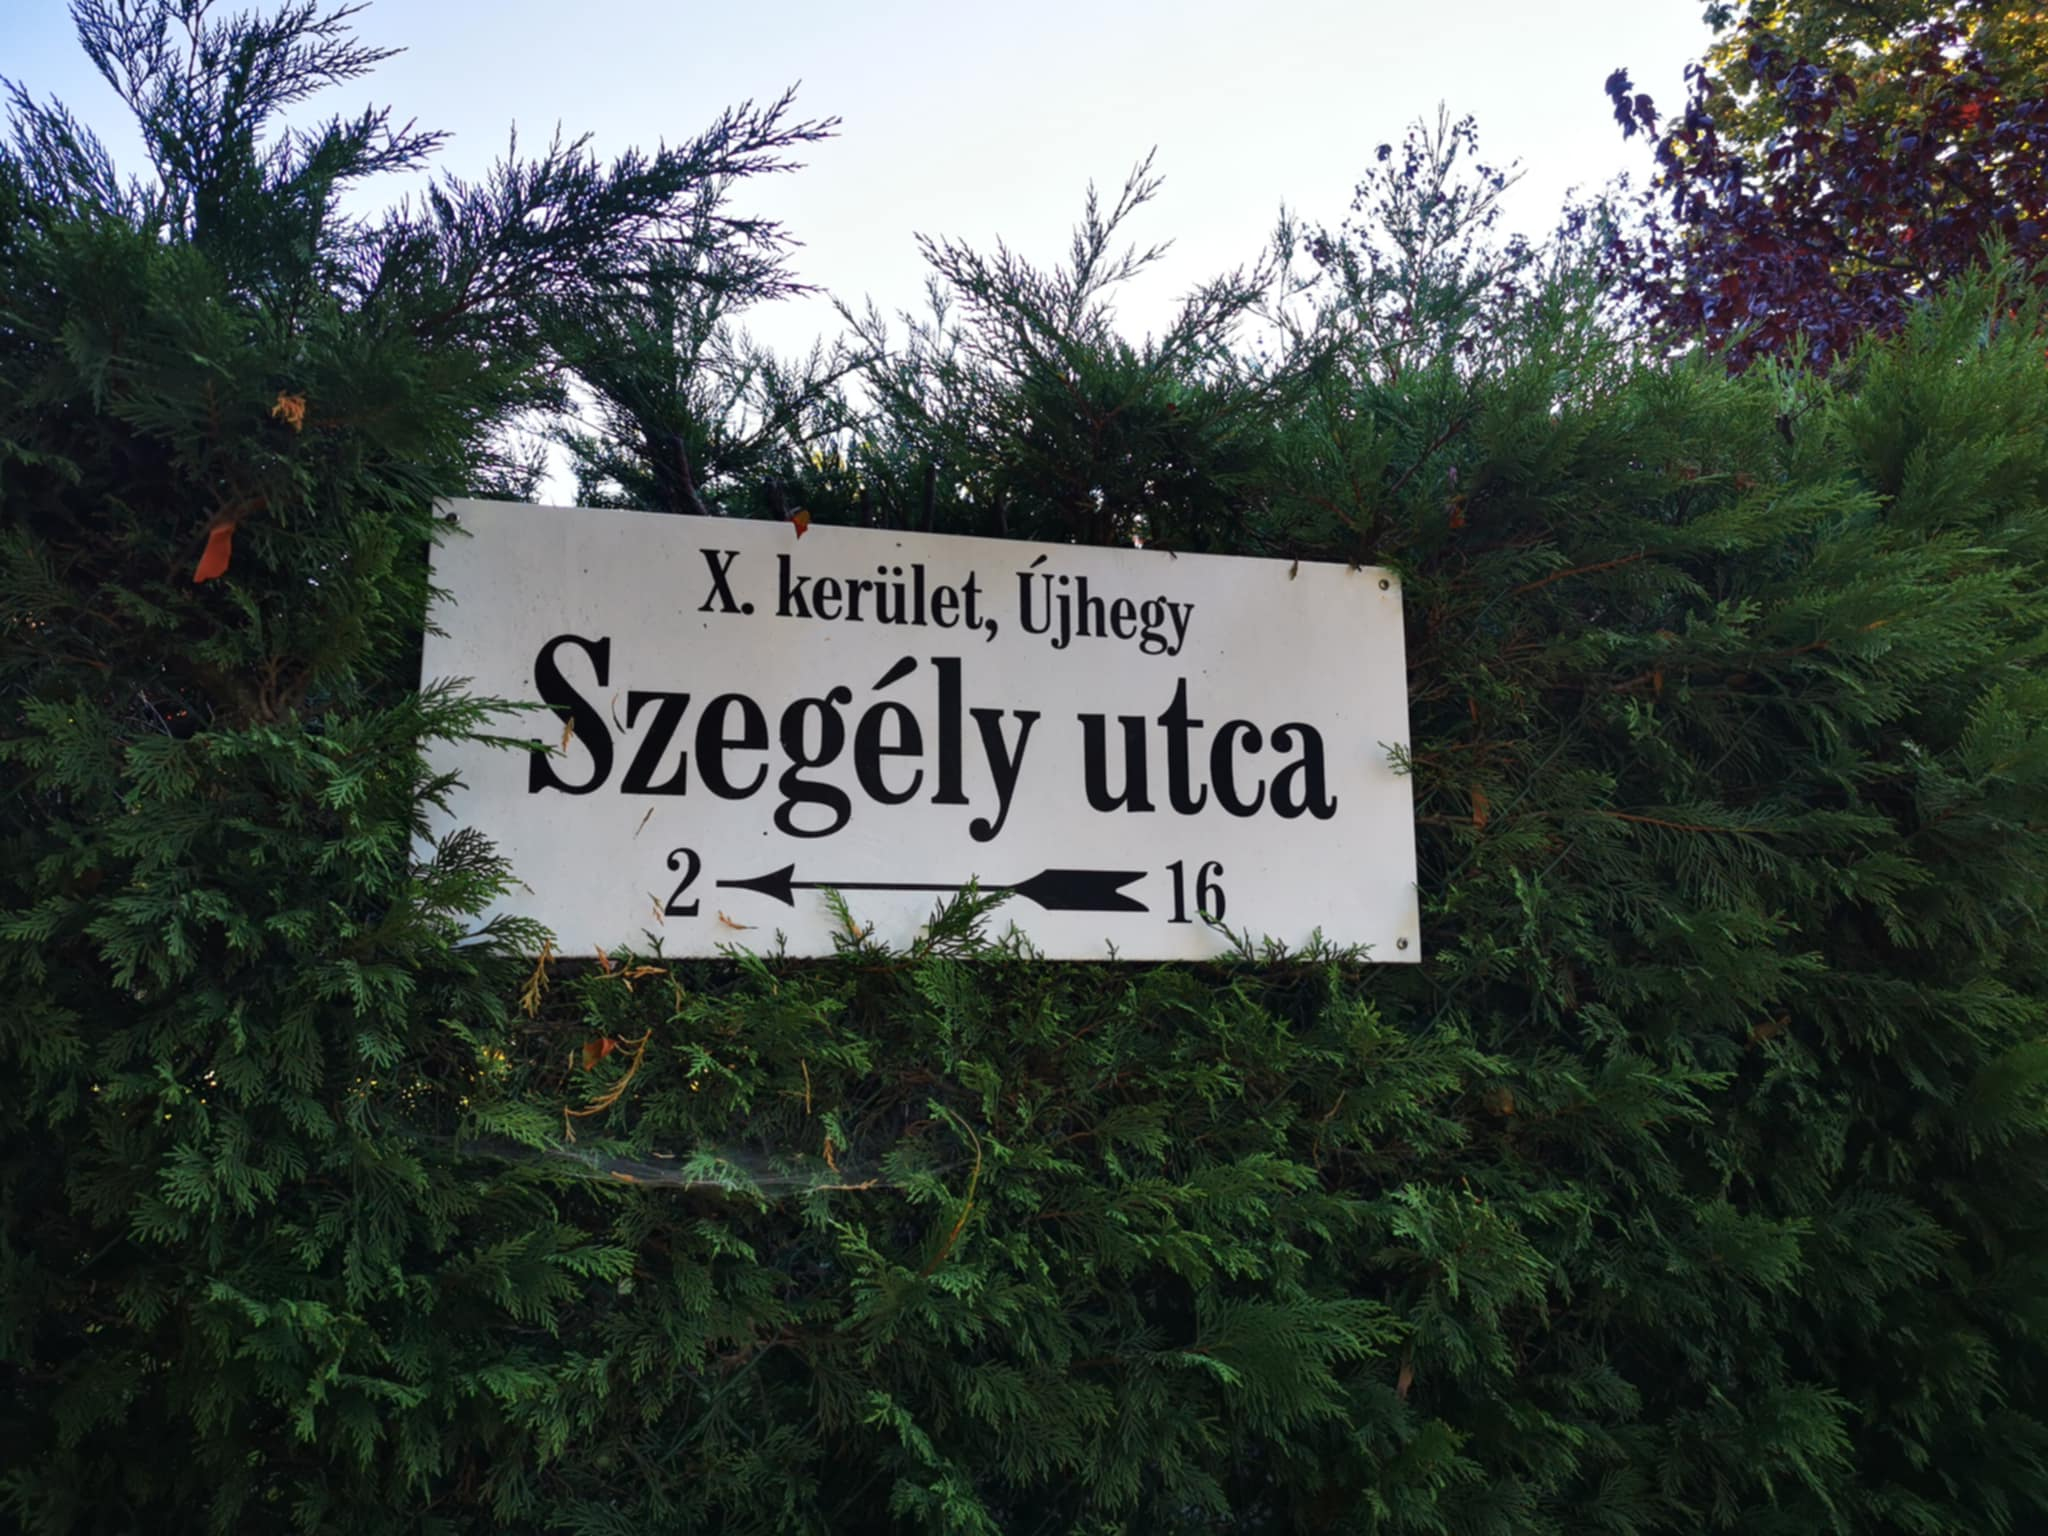 X. kerület, Újhegy
Szegély utca
2 16